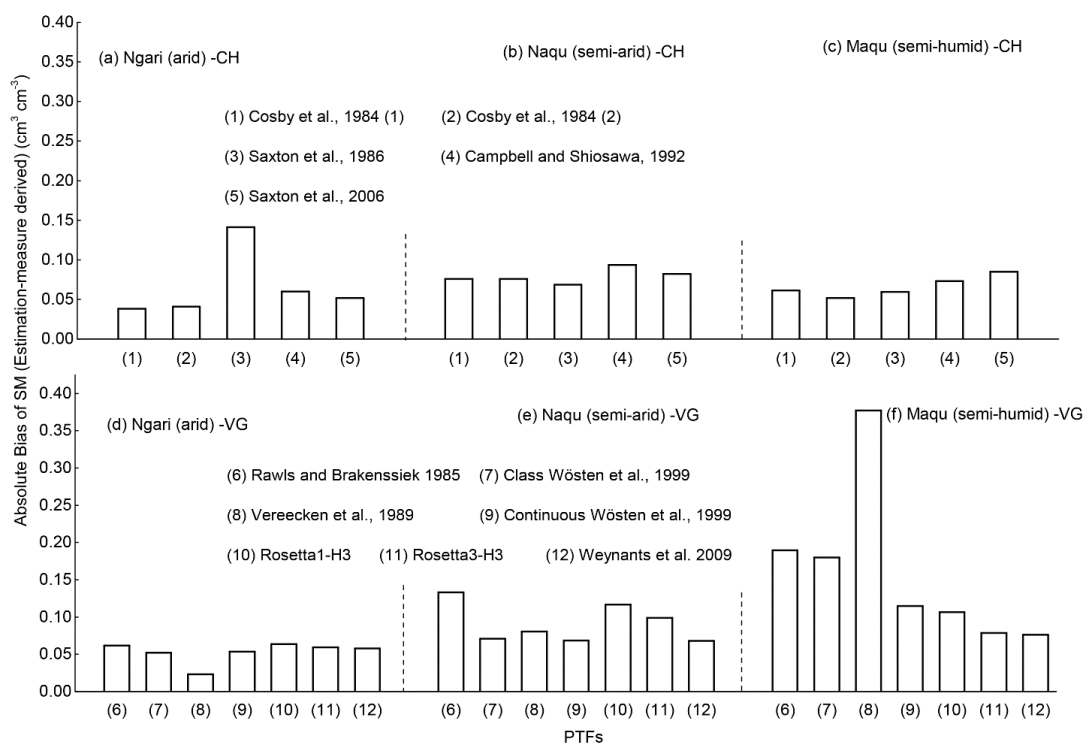 Absolute Bias of SM (Estimation-measure derived) (cm³ cm⁻³)
0.40
0.35
0.30
0.25
0.20
0.15
0.10
0.05
0.00
(a) Ngari (arid) -CH
(b) Naqu (semi-arid) -CH
(c) Maqu (semi-humid) -CH
(1) Cosby et al., 1984 (1)
(2) Cosby et al., 1984 (2)
(3) Saxton et al., 1986
(4) Campbell and Shiosawa, 1992
(5) Saxton et al., 2006
(1) (2) (3) (4) (5)
(1) (2) (3) (4) (5)
(1) (2) (3) (4) (5)
0.40
0.35
0.30
0.25
0.20
0.15
0.10
0.05
0.00
(d) Ngari (arid) -VG
(e) Naqu (semi-arid) -VG
(f) Maqu (semi-humid) -VG
(6) Rawls and Brakenssiek 1985
(7) Class Wösten et al., 1999
(8) Vereecken et al., 1989
(9) Continuous Wösten et al., 1999
(10) Rosetta1-H3
(11) Rosetta3-H3
(12) Weynants et al. 2009
(6) (7) (8) (9) (10) (11) (12)
(6) (7) (8) (9) (10) (11) (12)
(6) (7) (8) (9) (10) (11) (12)
PTFs